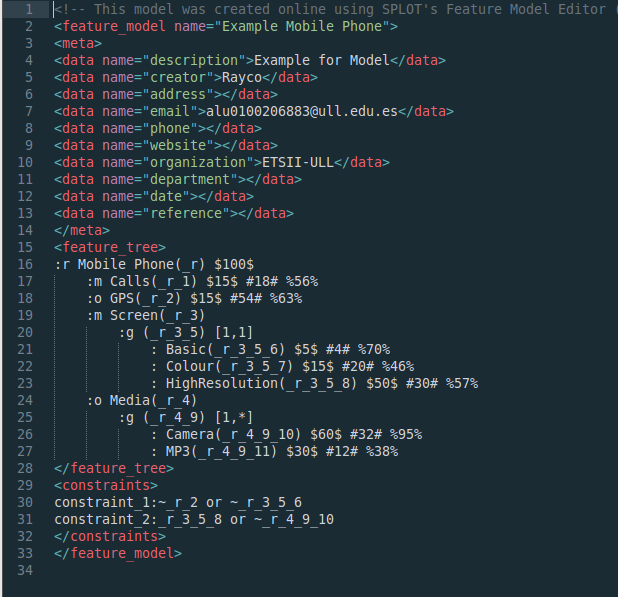 1 <!-- This model was created online using SPLOT's Feature Model Editor (
2 <feature_model name="Example Mobile Phone">
3 <meta>
4 <data name="description">Example for Model</data>
5 <data name="creator">Rayco</data>
6 <data name="address"></data>
7 <data name="email">alu0100206883@ull.edu.es</data>
8 <data name="phone"></data>
9 <data name="website"></data>
10 <data name="organization">ETSII-ULL</data>
11 <data name="department"></data>
12 <data name="date"></data>
13 <data name="reference"></data>
14 </meta>
15 <feature_tree>
16 :r Mobile Phone(_r) $100$
17 :m Calls(_r_1) $15$ #18# %56%
18 :o GPS(_r_2) $15$ #54# %63%
19 :m Screen(_r_3)
20 :g (_r_3_5) [1,1]
21 : Basic(_r_3_5_6) $5$ #4# %70%
22 : Colour(_r_3_5_7) $15$ #20# %46%
23 : HighResolution(_r_3_5_8) $50$ #30# %57%
24 :o Media(_r_4)
25 :g (_r_4_9) [1,*]
26 : Camera(_r_4_9_10) $60$ #32# %95%
27 : MP3(_r_4_9_11) $30$ #12# %38%
28 </feature_tree>
29 <constraints>
30 constraint_1:~_r_2 or ~_r_3_5_6
31 constraint_2:_r_3_5_8 or ~_r_4_9_10
32 </constraints>
33 </feature_model>
34